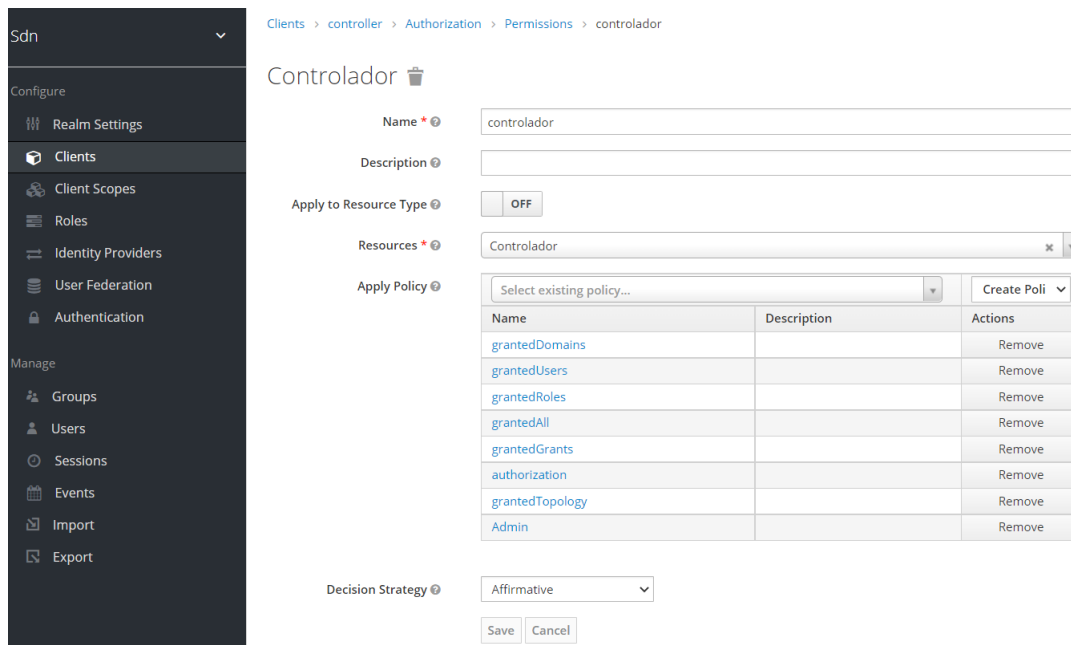 Sdn
Configure
Realm Settings
Clients
Client Scopes
Roles
Identity Providers
User Federation
Authentication
Manage
Groups
Users
Sessions
Events
Import
Export
Clients > controller > Authorization > Permissions > controlador
Controlador
Name * controlador
Description
Apply to Resource Type OFF
Resources * Controlador
Apply Policy Select existing policy... Create Poli
Name Description Actions
grantedDomains Remove
grantedUsers Remove
grantedRoles Remove
grantedAll Remove
grantedGrants Remove
authorization Remove
grantedTopology Remove
Admin Remove
Decision Strategy Affirmative
Save Cancel